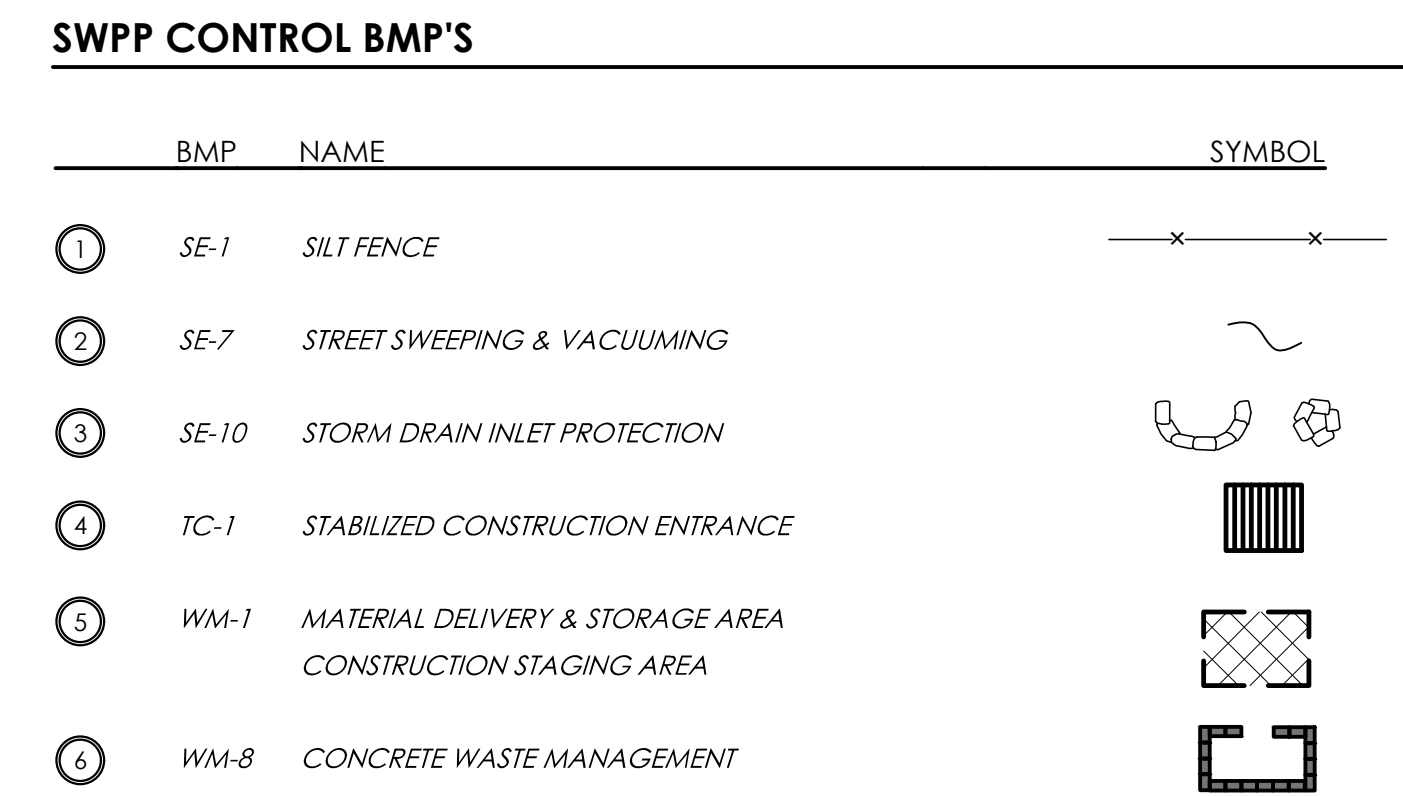 SWPP CONTROL BMP'S
BMP NAME SYMBOL
1 SE-1 SILT FENCE
2 SE-7 STREET SWEEPING & VACUUMING
3 SE-10 STORM DRAIN INLET PROTECTION
4 TC-1 STABILIZED CONSTRUCTION ENTRANCE
5 WM-1 MATERIAL DELIVERY & STORAGE AREA
CONSTRUCTION STAGING AREA
6 WM-8 CONCRETE WASTE MANAGEMENT